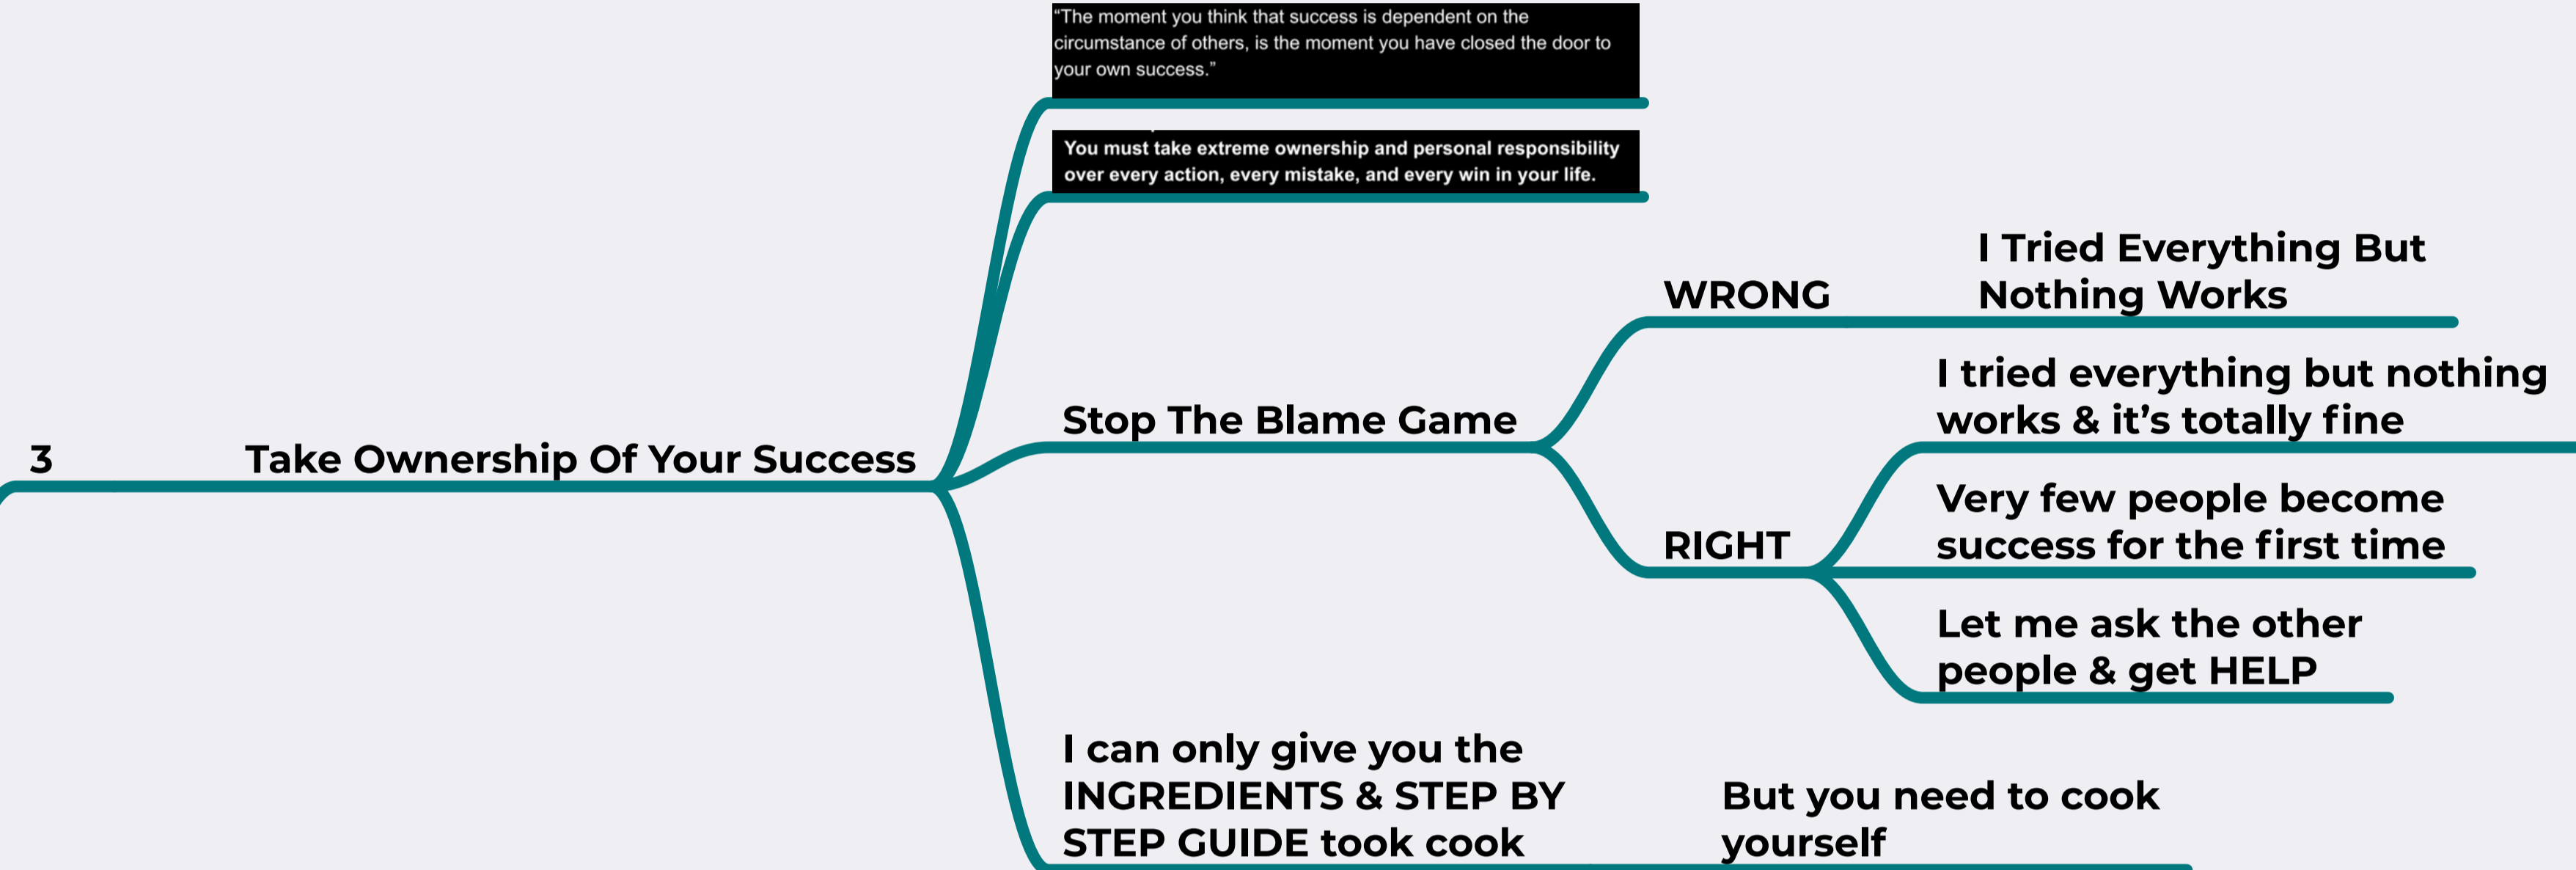 “The moment you think that success is dependent on the
circumstance of others, is the moment you have closed the door to
your own success.”
You must take extreme ownership and personal responsibility
over every action, every mistake, and every win in your life.
I Tried Everything But
Nothing Works
WRONG
I tried everything but nothing
works & it’s totally fine
Stop The Blame Game
3
Take Ownership Of Your Success
Very few people become
success for the first time
RIGHT
Let me ask the other
people & get HELP
I can only give you the
INGREDIENTS & STEP BY
STEP GUIDE took cook
But you need to cook
yourself